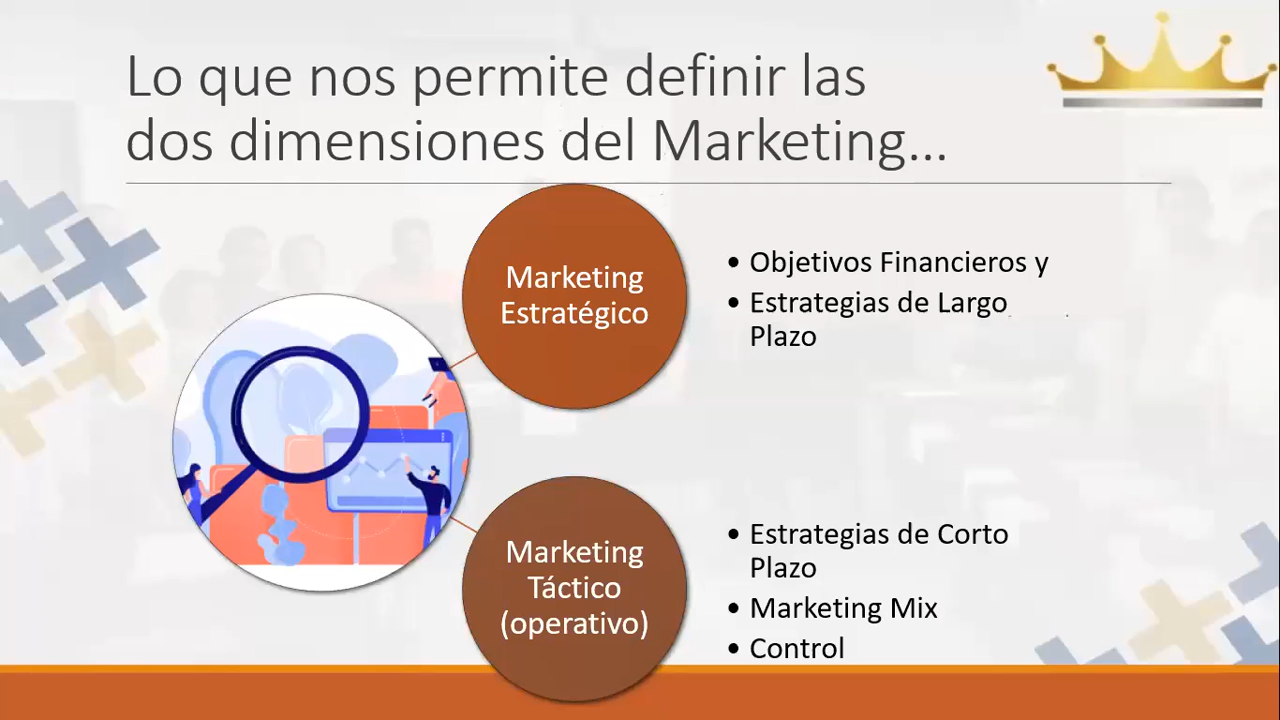 Lo que nos permite definir las
dos dimensiones del Marketing...
Marketing
Estratégico
• Objetivos Financieros y
• Estrategias de Largo
Plazo
Marketing
Táctico
(operativo)
• Estrategias de Corto
Plazo
• Marketing Mix
• Control